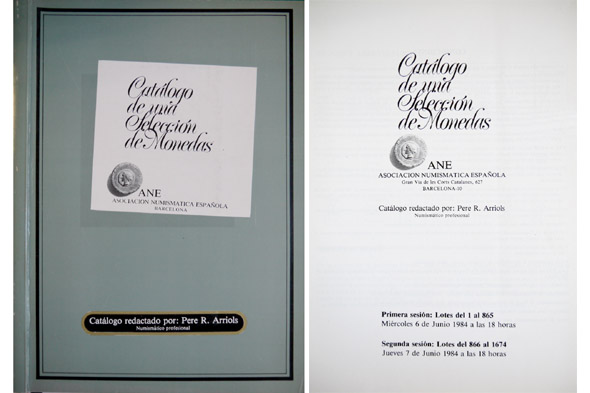 Catálogo
de una
Selección
de Monedas
ANE
ASOCIACION NUMISMATICA ESPAÑOLA
BARCELONA
Catálogo redactado por: Pere R. Arriols
Numismático profesional
Catálogo
de una
Selección
de Monedas
ANE
ASOCIACION NUMISMATICA ESPAÑOLA
Gran Vía de les Corts Catalanes, 627
BARCELONA-10
Catálogo redactado por: Pere R. Arriols
Numismático profesional
Primera sesión: Lotes del 1 al 865
Miércoles 6 de Junio 1984 a las 18 horas
Segunda sesión: Lotes del 866 al 1674
Jueves 7 de Junio 1984 a las 18 horas